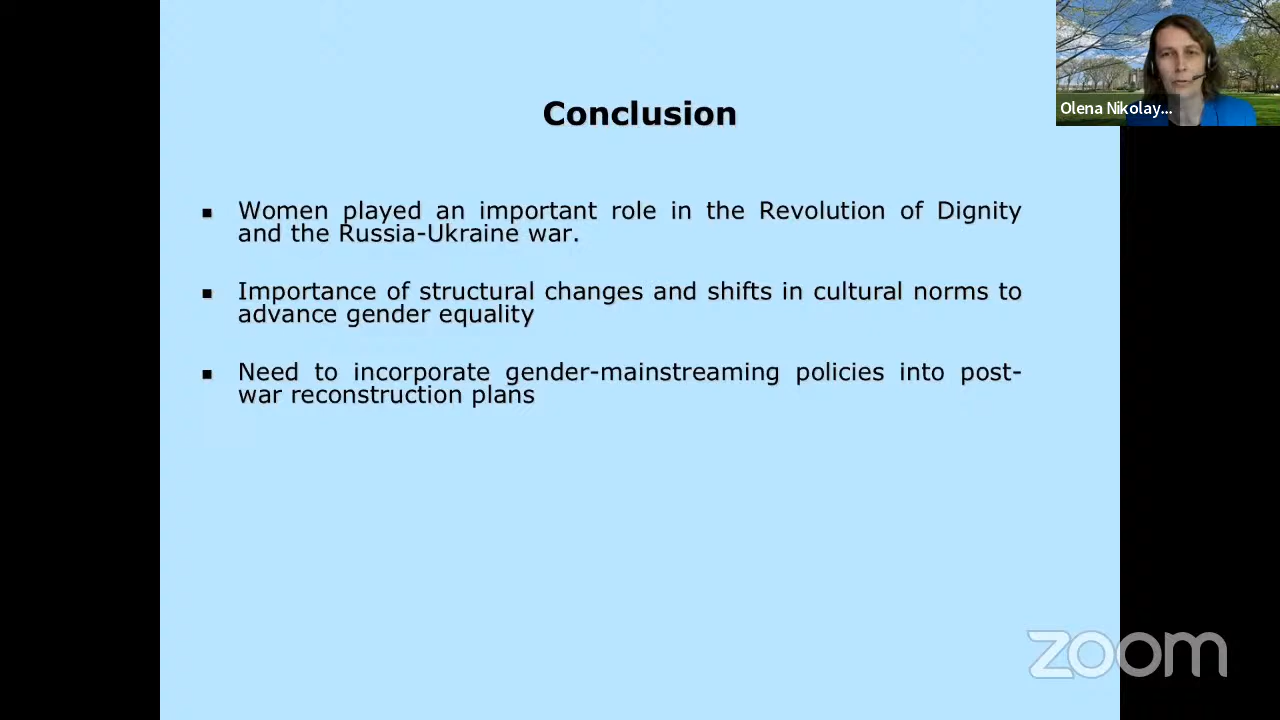 Olena Nikolay...
Conclusion
▪ Women played an important role in the Revolution of Dignity
and the Russia-Ukraine war.
▪ Importance of structural changes and shifts in cultural norms to
advance gender equality
▪ Need to incorporate gender-mainstreaming policies into post-
war reconstruction plans
zoom